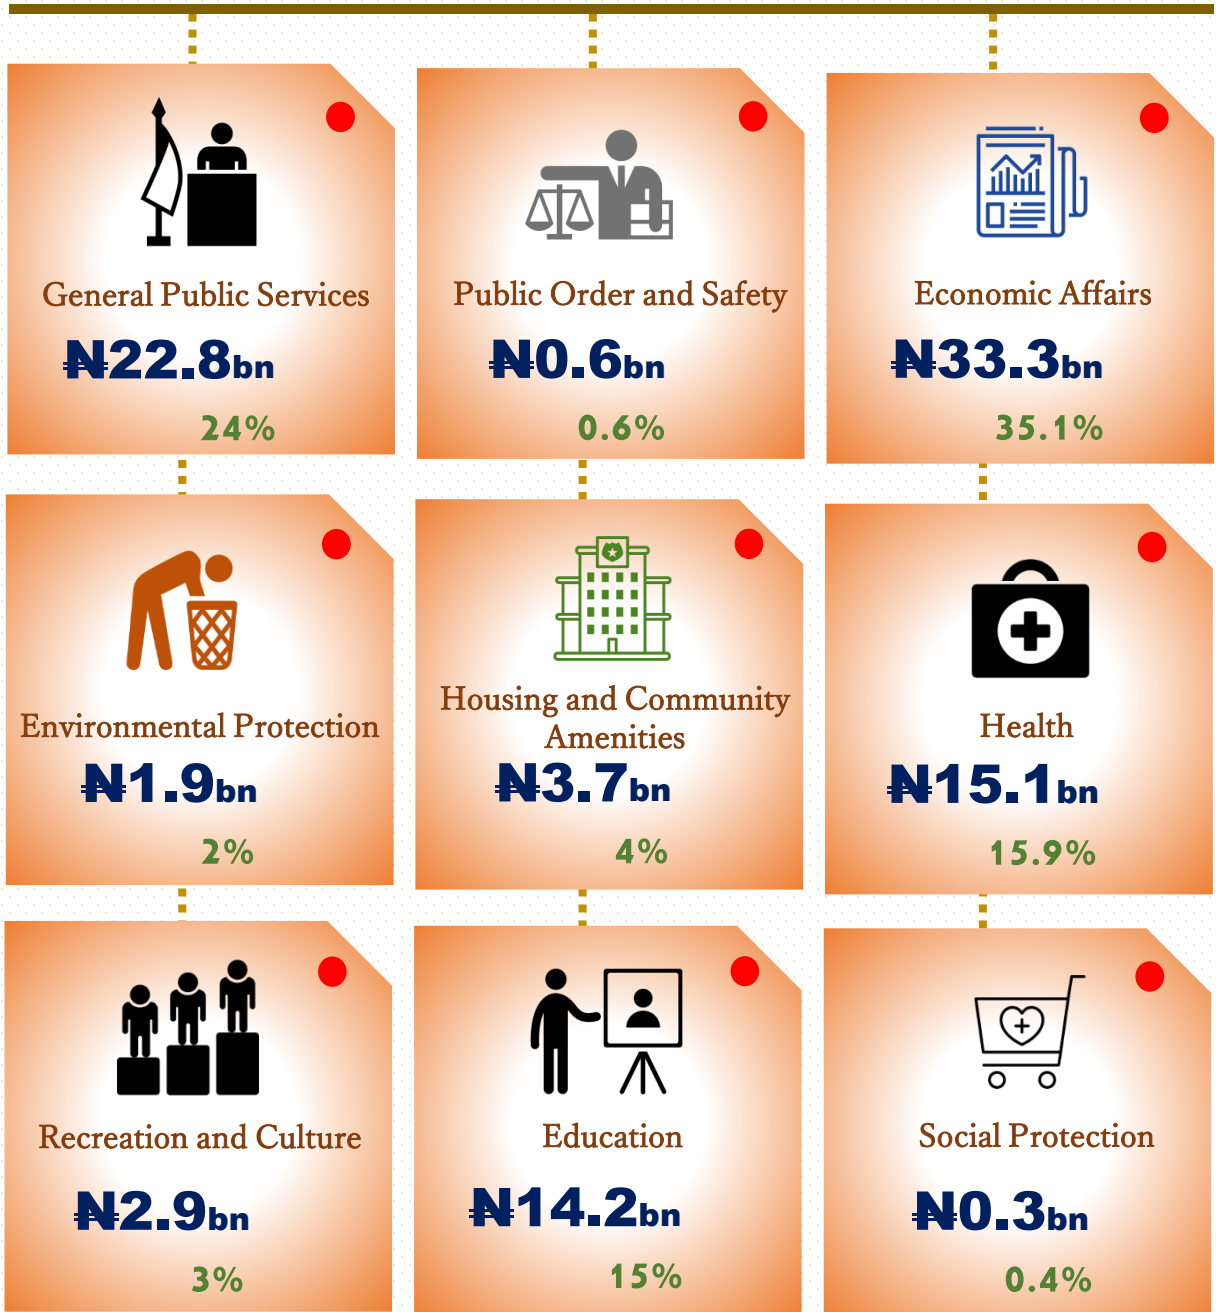 General Public Services
₦22.8bn
24%
Public Order and Safety
₦0.6bn
0.6%
Economic Affairs
₦33.3bn
35.1%
Environmental Protection
₦1.9bn
2%
Housing and Community
Amenities
₦3.7bn
4%
Health
₦15.1bn
15.9%
Recreation and Culture
₦2.9bn
3%
Education
₦14.2bn
15%
Social Protection
₦0.3bn
0.4%